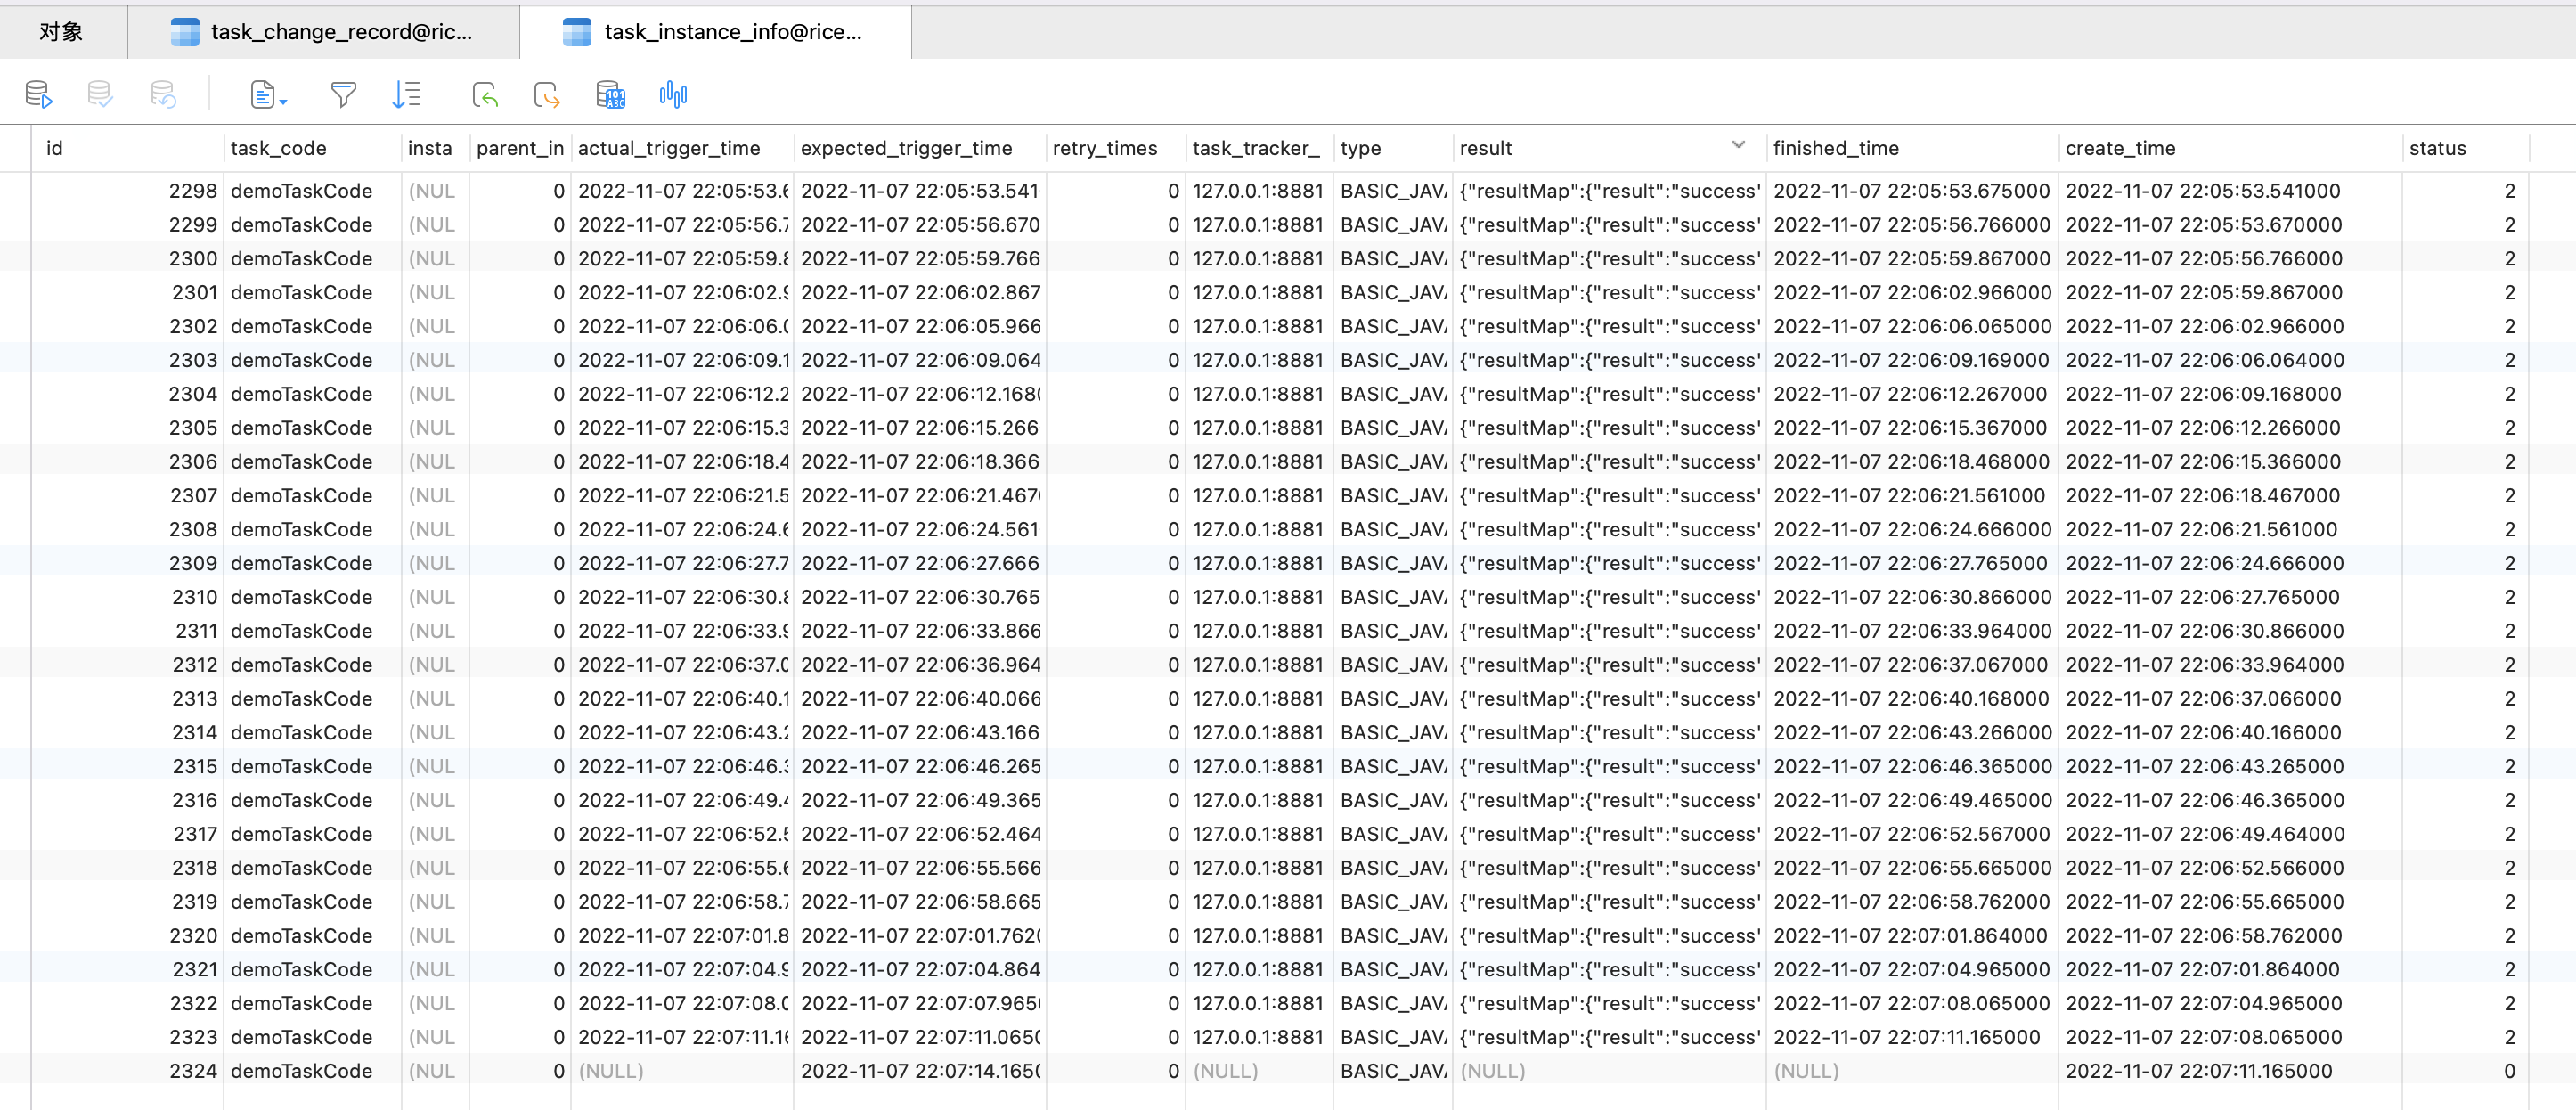 对象 task_change_record@ric... task_instance_info@rice...
id task_code insta parent_in actual_trigger_time expected_trigger_time retry_times task_tracker_ type result finished_time create_time status
2298 demoTaskCode (NUL 0 2022-11-07 22:05:53.6 2022-11-07 22:05:53.541 0 127.0.0.1:8881 BASIC_JAVA {"resultMap":{"result":"success" 2022-11-07 22:05:53.675000 2022-11-07 22:05:53.541000 2
2299 demoTaskCode (NUL 0 2022-11-07 22:05:56.7 2022-11-07 22:05:56.670 0 127.0.0.1:8881 BASIC_JAVA {"resultMap":{"result":"success" 2022-11-07 22:05:56.766000 2022-11-07 22:05:53.670000 2
2300 demoTaskCode (NUL 0 2022-11-07 22:05:59.8 2022-11-07 22:05:59.766 0 127.0.0.1:8881 BASIC_JAVA {"resultMap":{"result":"success" 2022-11-07 22:05:59.867000 2022-11-07 22:05:56.766000 2
2301 demoTaskCode (NUL 0 2022-11-07 22:06:02.9 2022-11-07 22:06:02.867 0 127.0.0.1:8881 BASIC_JAVA {"resultMap":{"result":"success" 2022-11-07 22:06:02.966000 2022-11-07 22:05:59.867000 2
2302 demoTaskCode (NUL 0 2022-11-07 22:06:06.0 2022-11-07 22:06:05.966 0 127.0.0.1:8881 BASIC_JAVA {"resultMap":{"result":"success" 2022-11-07 22:06:06.065000 2022-11-07 22:06:02.966000 2
2303 demoTaskCode (NUL 0 2022-11-07 22:06:09.1 2022-11-07 22:06:09.064 0 127.0.0.1:8881 BASIC_JAVA {"resultMap":{"result":"success" 2022-11-07 22:06:09.169000 2022-11-07 22:06:06.064000 2
2304 demoTaskCode (NUL 0 2022-11-07 22:06:12.2 2022-11-07 22:06:12.1680 0 127.0.0.1:8881 BASIC_JAVA {"resultMap":{"result":"success" 2022-11-07 22:06:12.267000 2022-11-07 22:06:09.168000 2
2305 demoTaskCode (NUL 0 2022-11-07 22:06:15.3 2022-11-07 22:06:15.266 0 127.0.0.1:8881 BASIC_JAVA {"resultMap":{"result":"success" 2022-11-07 22:06:15.367000 2022-11-07 22:06:12.266000 2
2306 demoTaskCode (NUL 0 2022-11-07 22:06:18.4 2022-11-07 22:06:18.366 0 127.0.0.1:8881 BASIC_JAVA {"resultMap":{"result":"success" 2022-11-07 22:06:18.468000 2022-11-07 22:06:15.366000 2
2307 demoTaskCode (NUL 0 2022-11-07 22:06:21.5 2022-11-07 22:06:21.4670 0 127.0.0.1:8881 BASIC_JAVA {"resultMap":{"result":"success" 2022-11-07 22:06:21.561000 2022-11-07 22:06:18.467000 2
2308 demoTaskCode (NUL 0 2022-11-07 22:06:24.6 2022-11-07 22:06:24.561 0 127.0.0.1:8881 BASIC_JAVA {"resultMap":{"result":"success" 2022-11-07 22:06:24.666000 2022-11-07 22:06:21.561000 2
2309 demoTaskCode (NUL 0 2022-11-07 22:06:27.7 2022-11-07 22:06:27.666 0 127.0.0.1:8881 BASIC_JAVA {"resultMap":{"result":"success" 2022-11-07 22:06:27.765000 2022-11-07 22:06:24.666000 2
2310 demoTaskCode (NUL 0 2022-11-07 22:06:30.8 2022-11-07 22:06:30.765 0 127.0.0.1:8881 BASIC_JAVA {"resultMap":{"result":"success" 2022-11-07 22:06:30.866000 2022-11-07 22:06:27.765000 2
2311 demoTaskCode (NUL 0 2022-11-07 22:06:33.9 2022-11-07 22:06:33.866 0 127.0.0.1:8881 BASIC_JAVA {"resultMap":{"result":"success" 2022-11-07 22:06:33.964000 2022-11-07 22:06:30.866000 2
2312 demoTaskCode (NUL 0 2022-11-07 22:06:37.0 2022-11-07 22:06:36.964 0 127.0.0.1:8881 BASIC_JAVA {"resultMap":{"result":"success" 2022-11-07 22:06:37.067000 2022-11-07 22:06:33.964000 2
2313 demoTaskCode (NUL 0 2022-11-07 22:06:40.1 2022-11-07 22:06:40.066 0 127.0.0.1:8881 BASIC_JAVA {"resultMap":{"result":"success" 2022-11-07 22:06:40.168000 2022-11-07 22:06:37.066000 2
2314 demoTaskCode (NUL 0 2022-11-07 22:06:43.2 2022-11-07 22:06:43.166 0 127.0.0.1:8881 BASIC_JAVA {"resultMap":{"result":"success" 2022-11-07 22:06:43.266000 2022-11-07 22:06:40.166000 2
2315 demoTaskCode (NUL 0 2022-11-07 22:06:46.3 2022-11-07 22:06:46.265 0 127.0.0.1:8881 BASIC_JAVA {"resultMap":{"result":"success" 2022-11-07 22:06:46.365000 2022-11-07 22:06:43.265000 2
2316 demoTaskCode (NUL 0 2022-11-07 22:06:49.4 2022-11-07 22:06:49.365 0 127.0.0.1:8881 BASIC_JAVA {"resultMap":{"result":"success" 2022-11-07 22:06:49.465000 2022-11-07 22:06:46.365000 2
2317 demoTaskCode (NUL 0 2022-11-07 22:06:52.5 2022-11-07 22:06:52.464 0 127.0.0.1:8881 BASIC_JAVA {"resultMap":{"result":"success" 2022-11-07 22:06:52.567000 2022-11-07 22:06:49.464000 2
2318 demoTaskCode (NUL 0 2022-11-07 22:06:55.6 2022-11-07 22:06:55.566 0 127.0.0.1:8881 BASIC_JAVA {"resultMap":{"result":"success" 2022-11-07 22:06:55.665000 2022-11-07 22:06:52.566000 2
2319 demoTaskCode (NUL 0 2022-11-07 22:06:58.7 2022-11-07 22:06:58.665 0 127.0.0.1:8881 BASIC_JAVA {"resultMap":{"result":"success" 2022-11-07 22:06:58.762000 2022-11-07 22:06:55.665000 2
2320 demoTaskCode (NUL 0 2022-11-07 22:07:01.8 2022-11-07 22:07:01.7620 0 127.0.0.1:8881 BASIC_JAVA {"resultMap":{"result":"success" 2022-11-07 22:07:01.864000 2022-11-07 22:06:58.762000 2
2321 demoTaskCode (NUL 0 2022-11-07 22:07:04.9 2022-11-07 22:07:04.864 0 127.0.0.1:8881 BASIC_JAVA {"resultMap":{"result":"success" 2022-11-07 22:07:04.965000 2022-11-07 22:07:01.864000 2
2322 demoTaskCode (NUL 0 2022-11-07 22:07:08.0 2022-11-07 22:07:07.9650 0 127.0.0.1:8881 BASIC_JAVA {"resultMap":{"result":"success" 2022-11-07 22:07:08.065000 2022-11-07 22:07:04.965000 2
2323 demoTaskCode (NUL 0 2022-11-07 22:07:11.16 2022-11-07 22:07:11.0650 0 127.0.0.1:8881 BASIC_JAVA {"resultMap":{"result":"success" 2022-11-07 22:07:11.165000 2022-11-07 22:07:08.065000 2
2324 demoTaskCode (NUL 0 (NULL) 2022-11-07 22:07:14.1650 0 (NULL) BASIC_JAVA (NULL) (NULL) 2022-11-07 22:07:11.165000 0